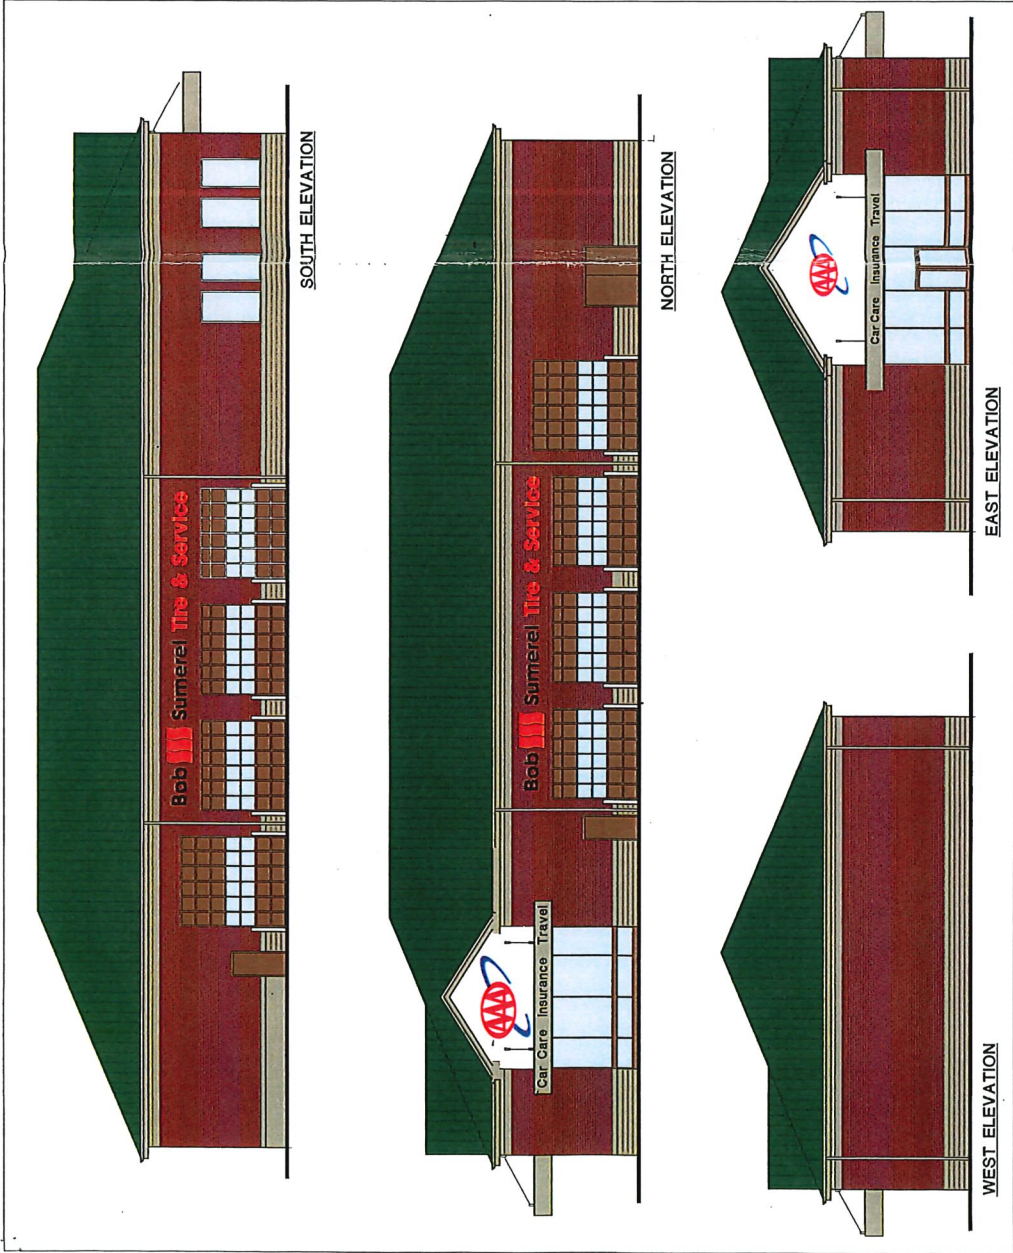 Bob Sumerel Tire & Service
SOUTH ELEVATION
AAA
Car Care Insurance Travel
Bob Sumerel Tire & Service
NORTH ELEVATION
WEST ELEVATION
AAA
Car Care Insurance Travel
EAST ELEVATION